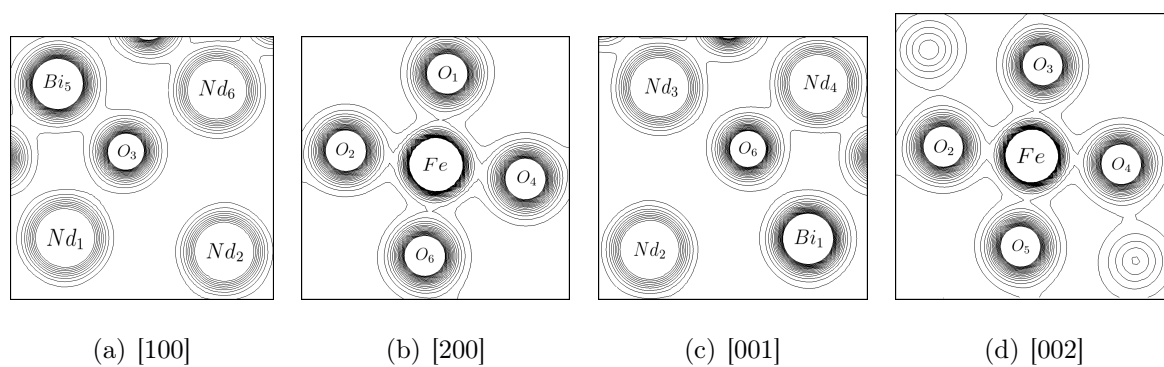 Bi5 Nd6
O3
Nd1 Nd2
O1
O2 Fe O4
O6
Nd3 Nd4
O6
Nd2 Bi1
O3
O2 Fe O4
O5
(a) [100] (b) [200] (c) [001] (d) [002]